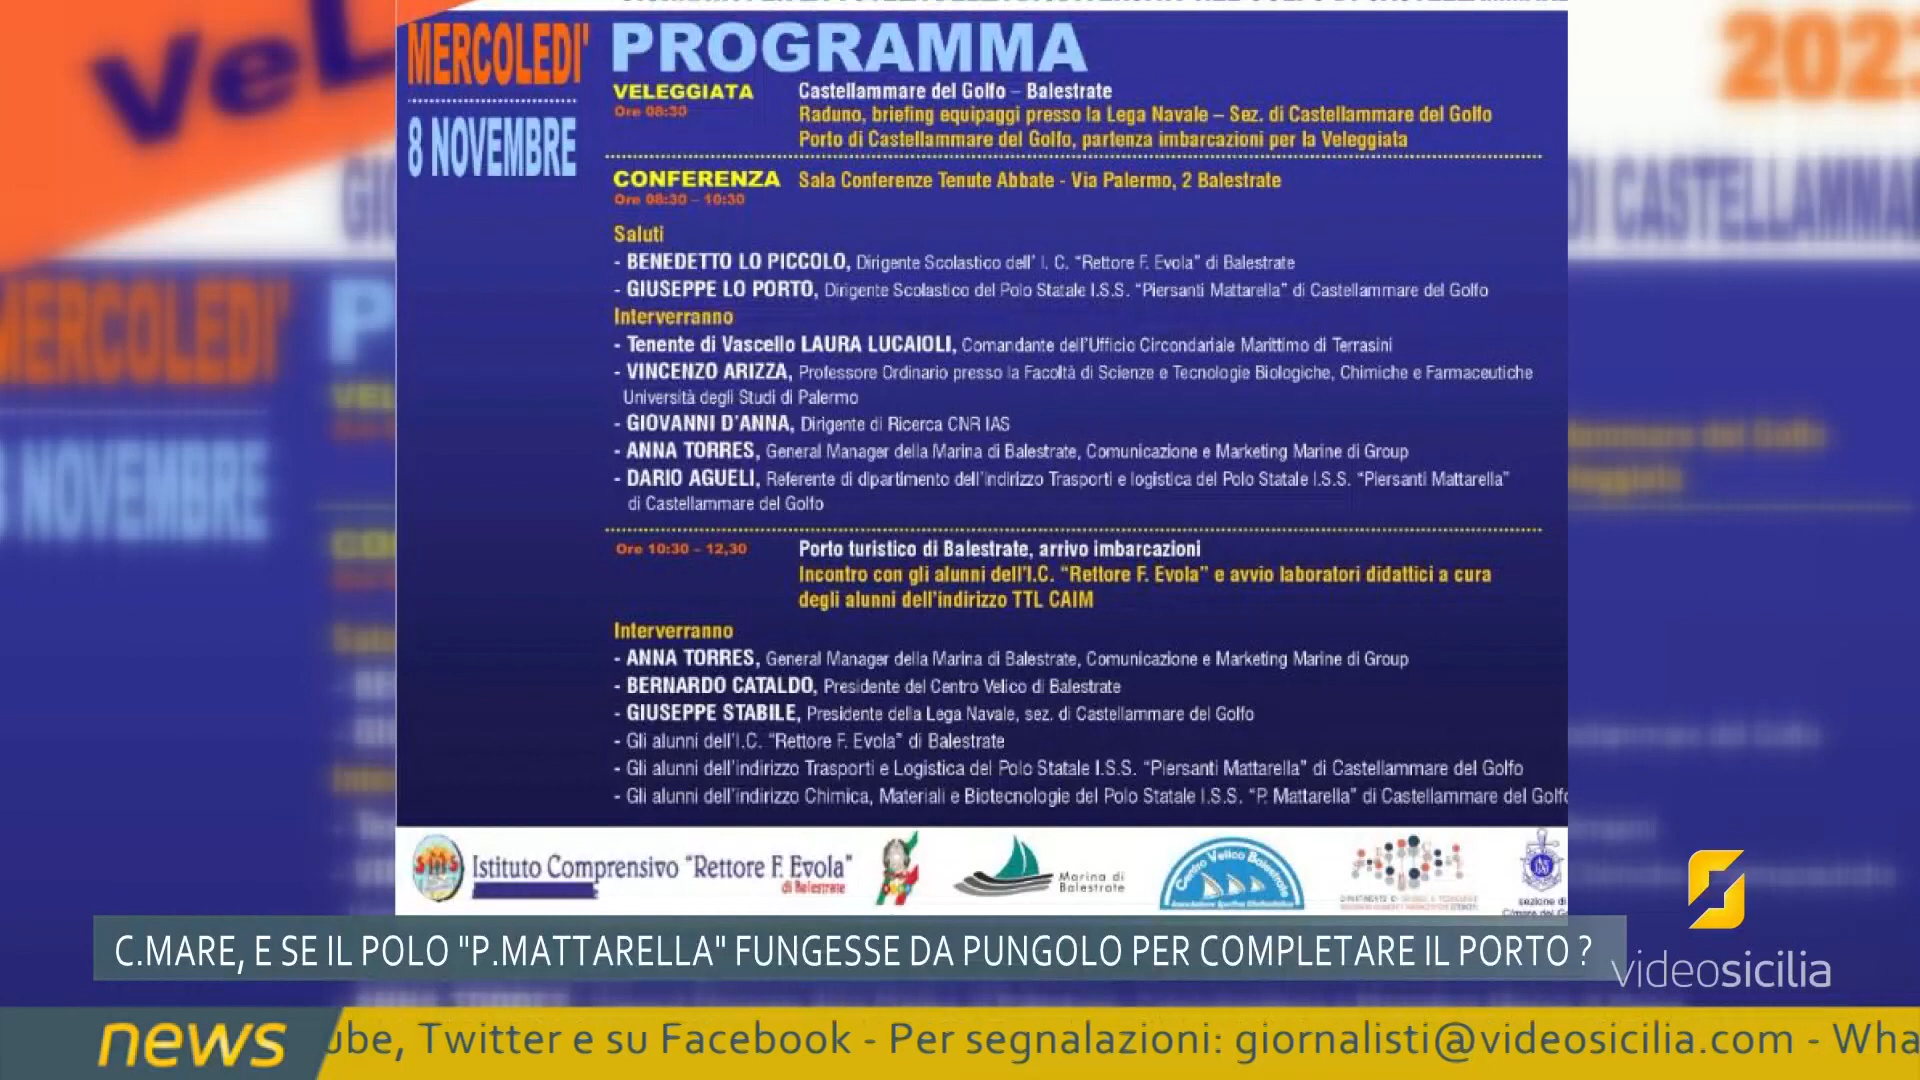 MERCOLEDI'
8 NOVEMBRE
PROGRAMMA
VELEGGIATA
Ore 08:30
Castellammare del Golfo – Balestrate
Raduno, briefing equipaggi presso la Lega Navale – Sez. di Castellammare del Golfo
Porto di Castellammare del Golfo, partenza imbarcazioni per la Veleggiata
CONFERENZA
Ore 08:30 – 10:30
Sala Conferenze Tenute Abbate - Via Palermo, 2 Balestrate
Saluti
- BENEDETTO LO PICCOLO, Dirigente Scolastico dell' I. C. “Rettore F. Evola” di Balestrate
- GIUSEPPE LO PORTO, Dirigente Scolastico del Polo Statale I.S.S. “Piersanti Mattarella” di Castellammare del Golfo
Interverranno
- Tenente di Vascello LAURA LUCAIOLI, Comandante dell'Ufficio Circondariale Marittimo di Terrasini
- VINCENZO ARIZZA, Professore Ordinario presso la Facoltà di Scienze e Tecnologie Biologiche, Chimiche e Farmaceutiche
Università degli Studi di Palermo
- GIOVANNI D'ANNA, Dirigente di Ricerca CNR IAS
- ANNA TORRES, General Manager della Marina di Balestrate, Comunicazione e Marketing Marine di Group
- DARIO AGUELI, Referente di dipartimento dell'indirizzo Trasporti e logistica del Polo Statale I.S.S. “Piersanti Mattarella”
di Castellammare del Golfo
Ore 10:30 – 12,30
Porto turistico di Balestrate, arrivo imbarcazioni
Incontro con gli alunni dell'I.C. “Rettore F. Evola” e avvio laboratori didattici a cura
degli alunni dell'indirizzo TTL CAIM
Interverranno
- ANNA TORRES, General Manager della Marina di Balestrate, Comunicazione e Marketing Marine di Group
- BERNARDO CATALDO, Presidente del Centro Velico di Balestrate
- GIUSEPPE STABILE, Presidente della Lega Navale, sez. di Castellammare del Golfo
- Gli alunni dell'I.C. “Rettore F. Evola” di Balestrate
- Gli alunni dell'indirizzo Trasporti e Logistica del Polo Statale I.S.S. “Piersanti Mattarella” di Castellammare del Golfo
- Gli alunni dell'indirizzo Chimica, Materiali e Biotecnologie del Polo Statale I.S.S. “P. Mattarella” di Castellammare del Golfo
Istituto Comprensivo "Rettore F. Evola"
di Balestrate
Marina di
Balestrate
Centro Velico Balestrate
sezione di
VeL
2023
MERCOLEDI'
NOVEMBRE
DI CASTELLAMMAR
C.MARE, E SE IL POLO "P.MATTARELLA" FUNGESSE DA PUNGOLO PER COMPLETARE IL PORTO ?
videosicilia
news
ube, Twitter e su Facebook - Per segnalazioni: giornalisti@videosicilia.com - Wha